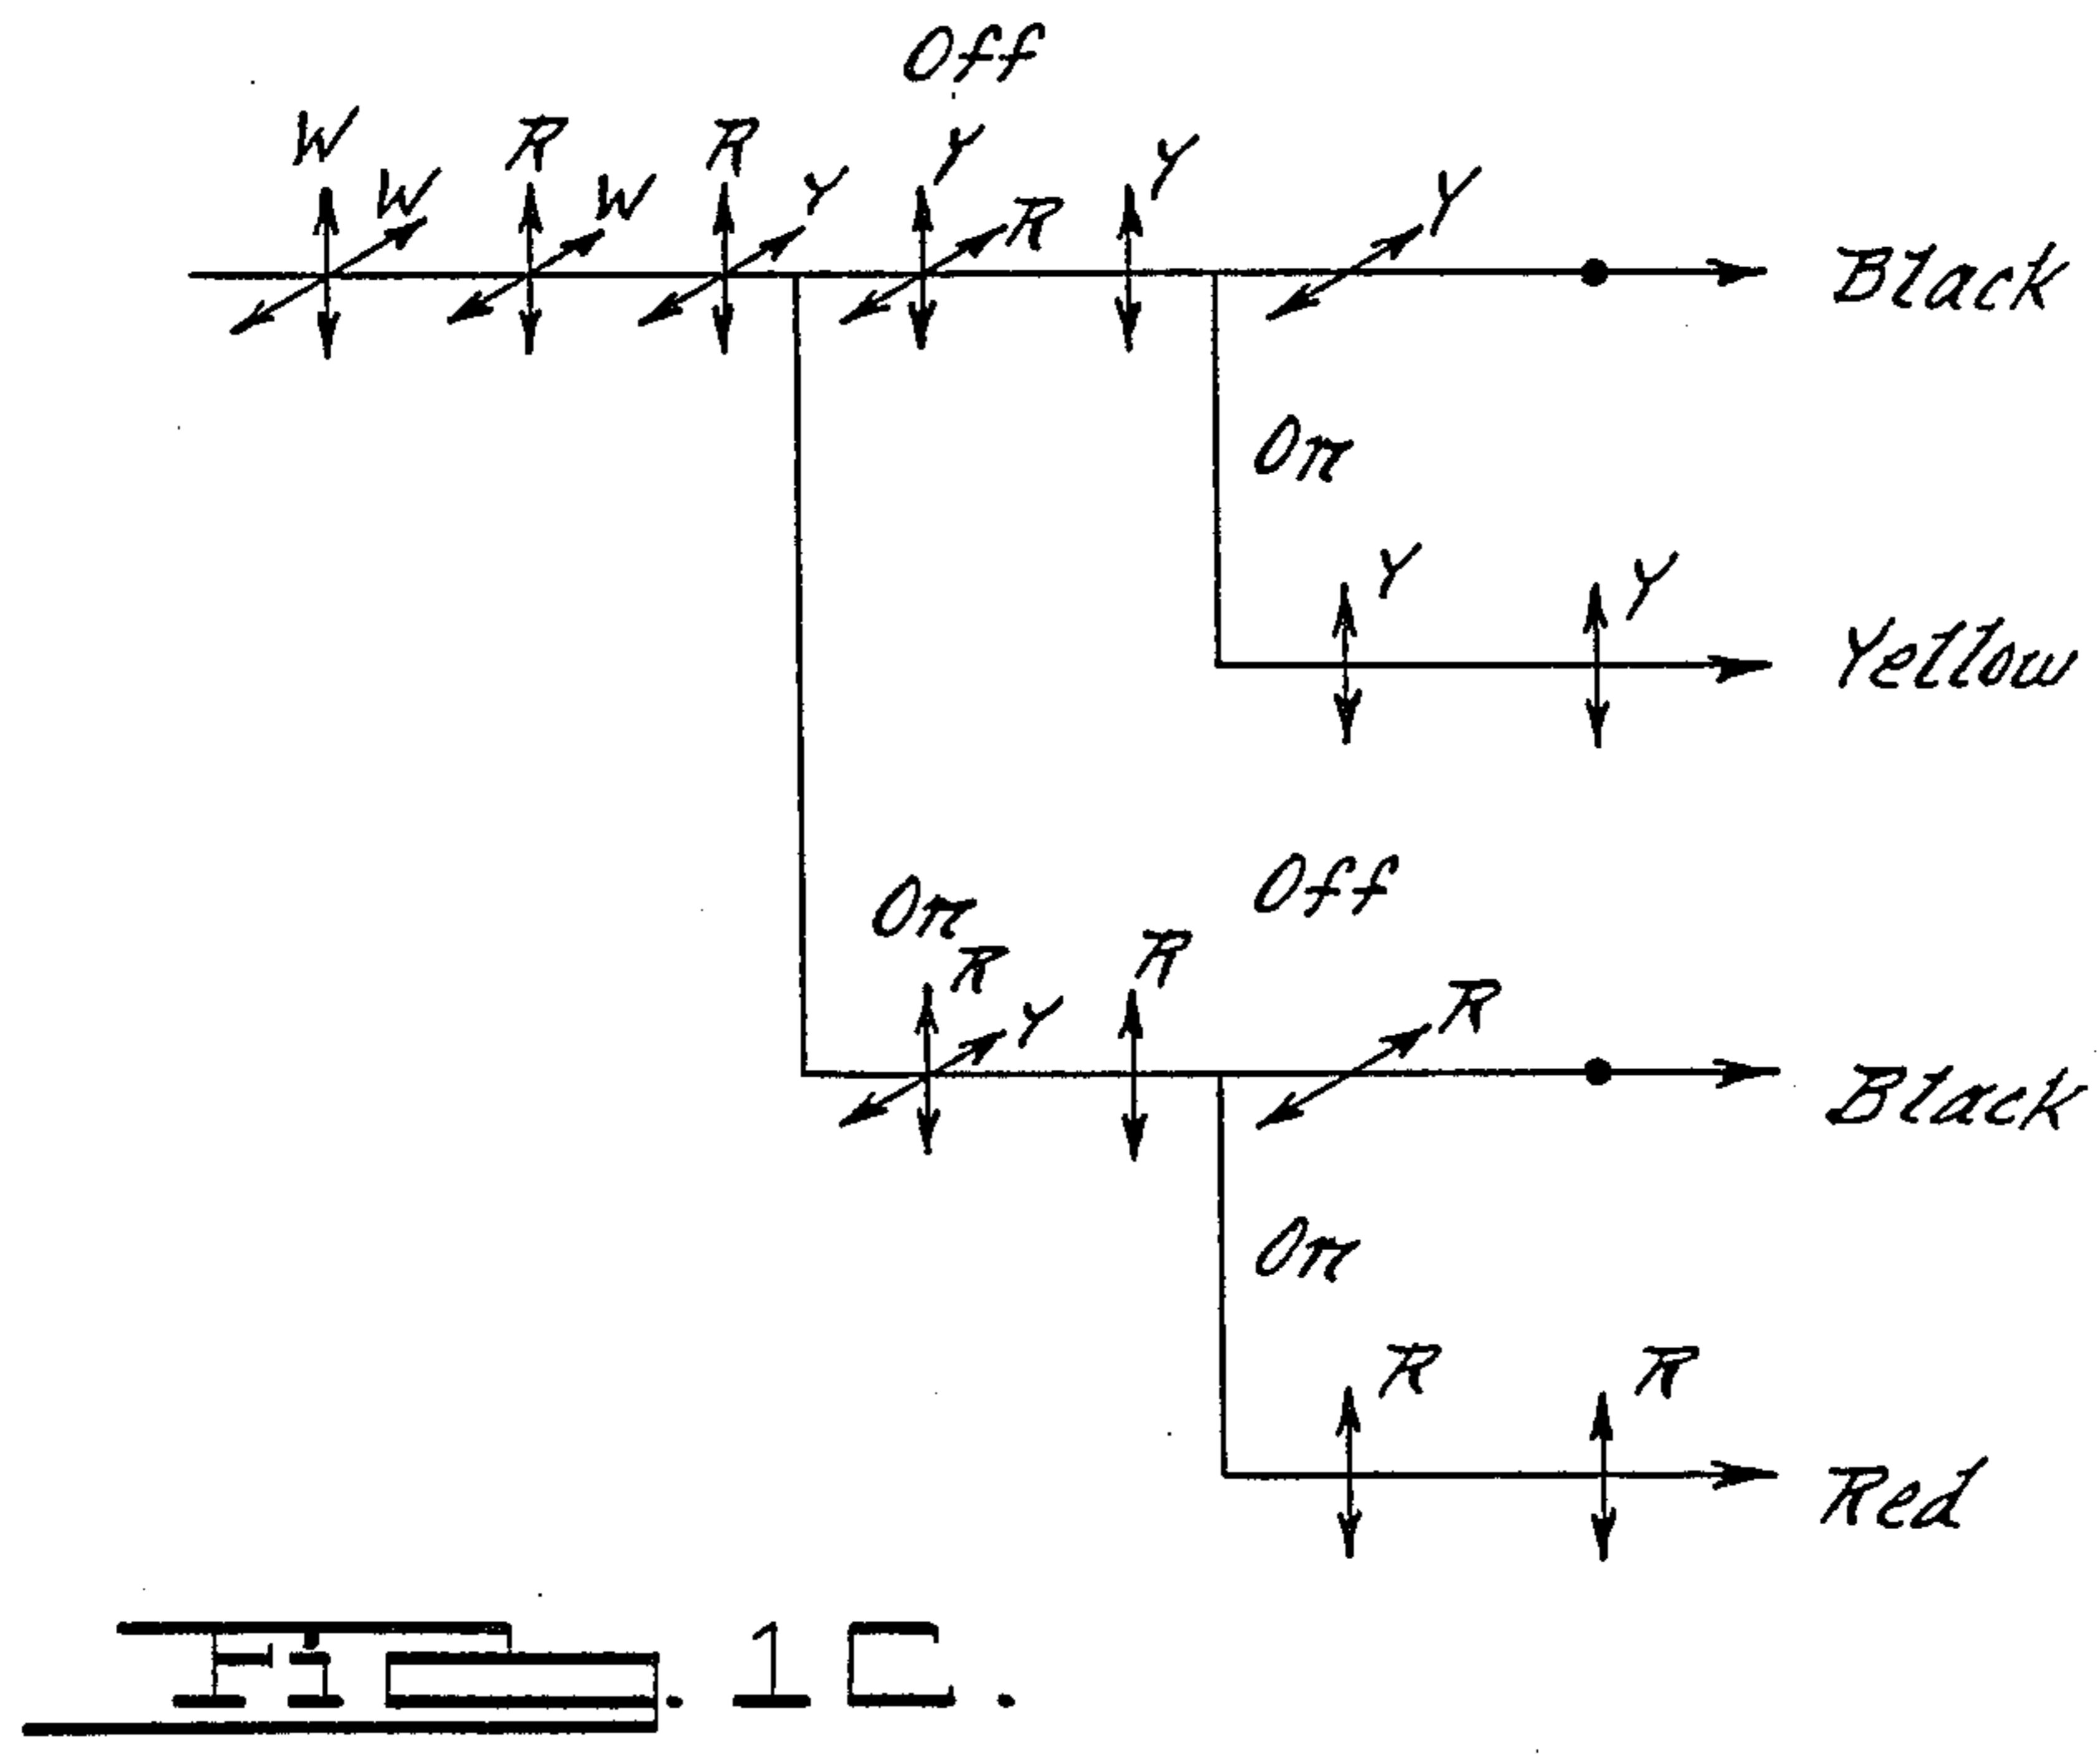 Off
W W R W R Y Y R Y Y
Black
On
Y Y
Yellow
On Off
R Y R R
Black
On
R R
Red
Fig. 1C.